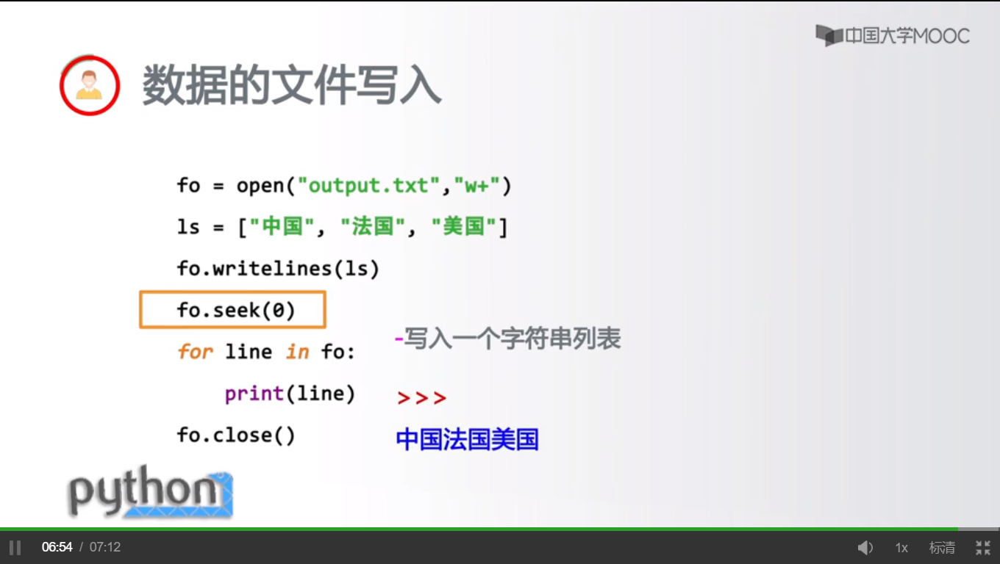 中国大学MOOC
数据的文件写入
fo = open("output.txt","w+")
ls = ["中国", "法国", "美国"]
fo.writelines(ls)
fo.seek(0)
for line in fo:
    print(line)
fo.close()
-写入一个字符串列表
>>>
中国法国美国
python
06:54 / 07:12
1x
标清